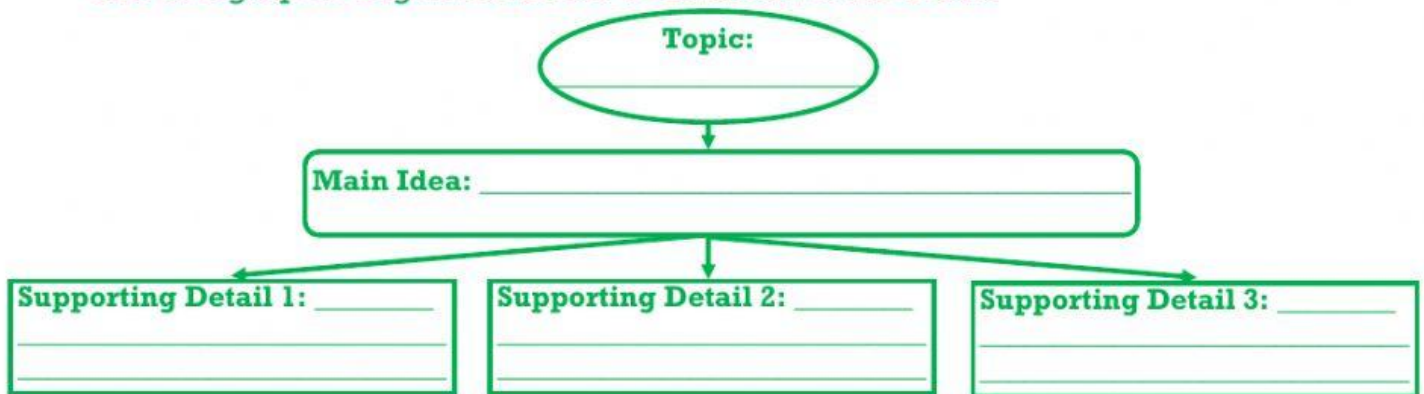 Topic:
Main Idea:
Supporting Detail 1:
Supporting Detail 2:
Supporting Detail 3: